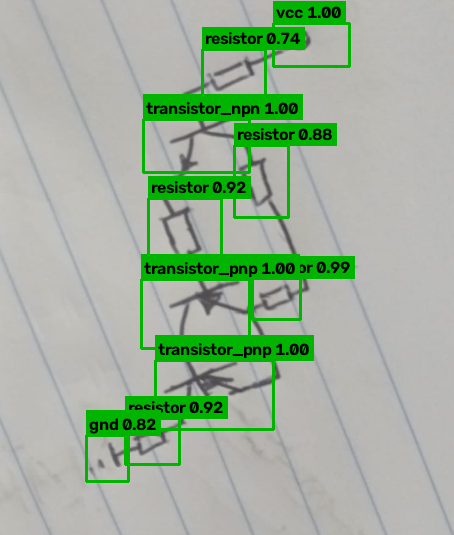 vcc 1.00
resistor 0.74
transistor_npn 1.00
resistor 0.88
resistor 0.92
transistor_pnp 1.00
or 0.99
transistor_pnp 1.00
resistor 0.92
gnd 0.82